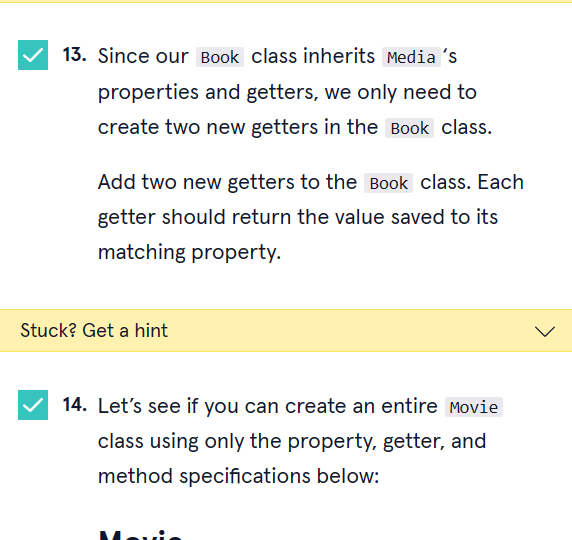 13. Since our Book class inherits Media‘s
properties and getters, we only need to
create two new getters in the Book class.
Add two new getters to the Book class. Each
getter should return the value saved to its
matching property.
Stuck? Get a hint
14. Let’s see if you can create an entire Movie
class using only the property, getter, and
method specifications below:
Movie